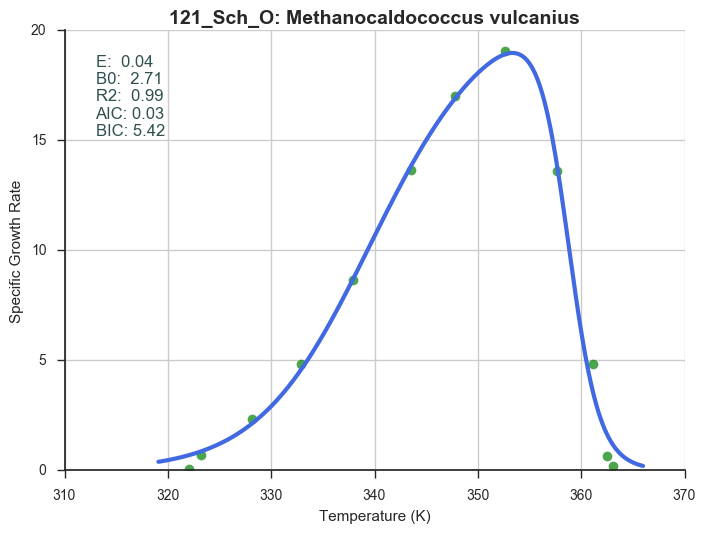 121_Sch_O: Methanocaldococcus vulcanius
E:  0.04
B0:  2.71
R2:  0.99
AIC: 0.03
BIC: 5.42
Specific Growth Rate
20
15
10
5
0
310 320 330 340 350 360 370
Temperature (K)